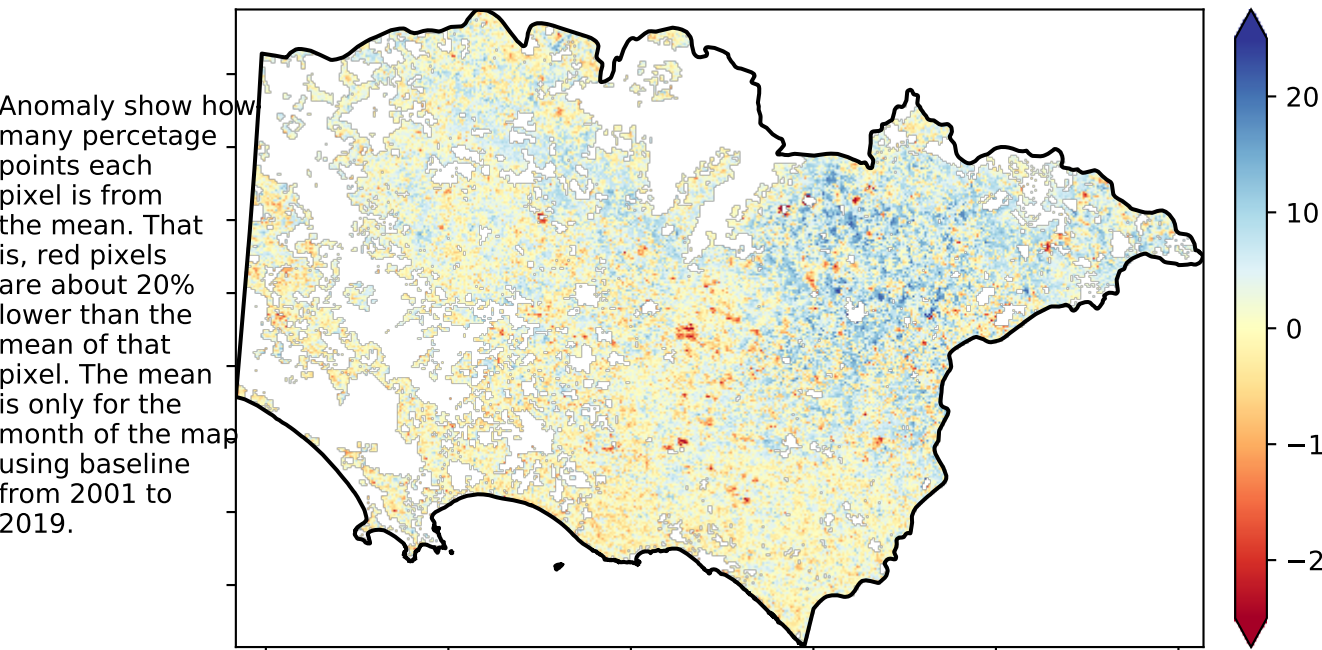 Anomaly show how
many percetage
points each
pixel is from
the mean. That
is, red pixels
are about 20%
lower than the
mean of that
pixel. The mean
is only for the
month of the map
using baseline
from 2001 to
2019.
20
10
0
−1
−2